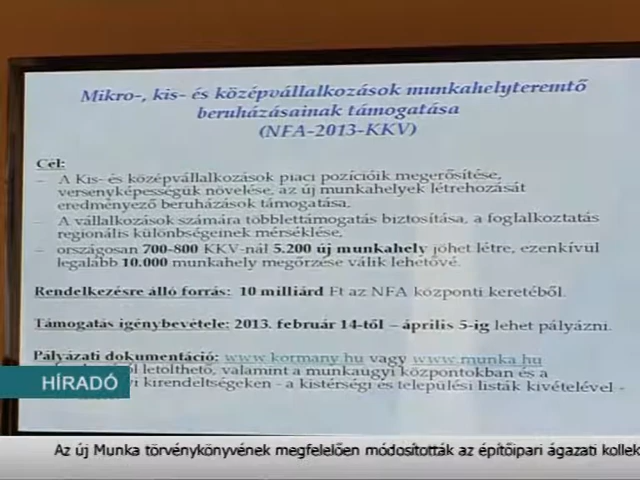 Mikro-, kis- és középvállalkozások munkahelyteremtő
beruházásainak támogatása
(NFA-2013-KKV)
Cél:
– A Kis- és középvállalkozások piaci pozícióik megerősítése,
versenyképességük növelése, az új munkahelyek létrehozását
eredményező beruházások támogatása.
– A vállalkozások számára többlettámogatás biztosítása, a foglalkoztatás
regionális különbségeinek mérséklése,
– országosan 700-800 KKV-nál 5.200 új munkahely jöhet létre, ezenkívül
legalább 10.000 munkahely megőrzése válik lehetővé.
Rendelkezésre álló forrás: 10 milliárd Ft az NFA központi keretéből.
Támogatás igénybevétele: 2013. február 14-től – április 5-ig lehet pályázni.
Pályázati dokumentáció: www.kormany.hu vagy www.munka.hu
letölthető, valamint a munkaügyi központokban és a
kirendeltségeken - a kistérségi és települési listák kivételével -
HÍRADÓ
Az új Munka törvénykönyvének megfelelően módosították az építőipari ágazati kollek